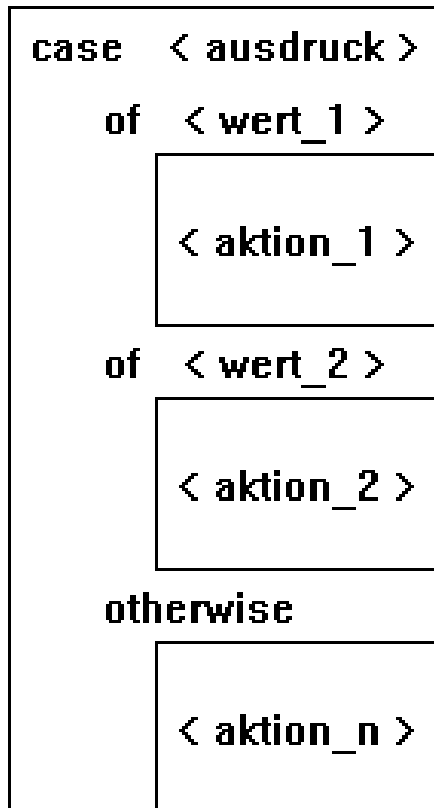 case < ausdruck >
of < wert_1 >
< aktion_1 >
of < wert_2 >
< aktion_2 >
otherwise
< aktion_n >